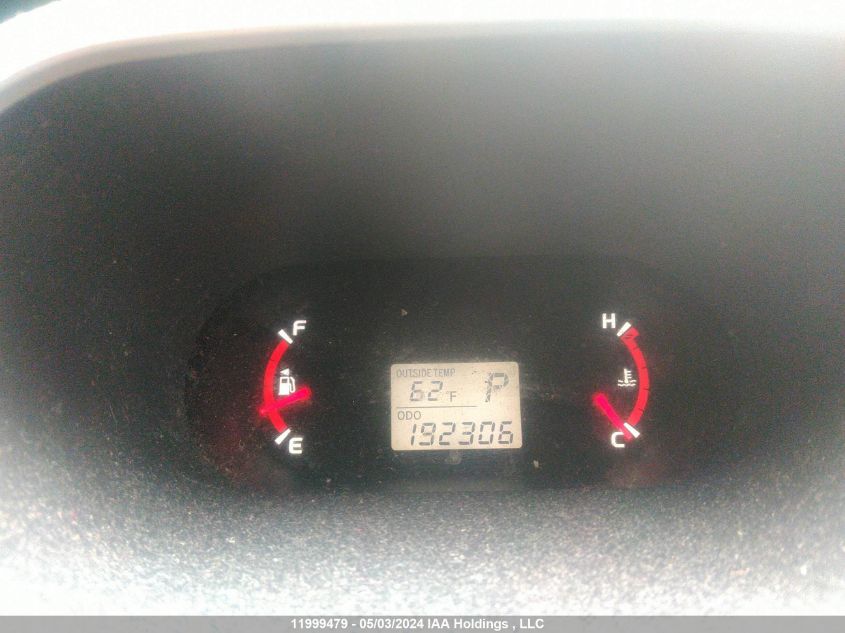 F
H
OUTSIDE TEMP
62°F P
ODO
192306
E
C
11999479 - 05/03/2024 IAA Holdings , LLC